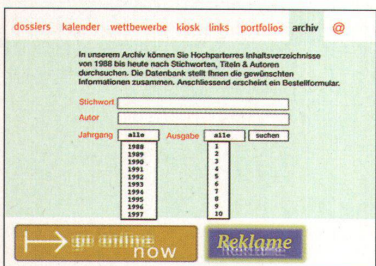 dossiers kalender wettbewerbe kiosk links portfolios archiv @
In unserem Archiv können Sie Hochparterres Inhaltsverzeichnisse
von 1988 bis heute nach Stichworten, Titeln & Autoren
durchsuchen. Die Datenbank stellt Ihnen die gewünschten
Informationen zusammen. Anschliessend erscheint ein Bestellformular.
Stichwort
Autor
Jahrgang alle Ausgabe alle suchen
1988 1
1989 2
1990 3
1991 4
1992 5
1993 6
1994 7
1995 8
1996 9
1997 10
go online
now
Reklame